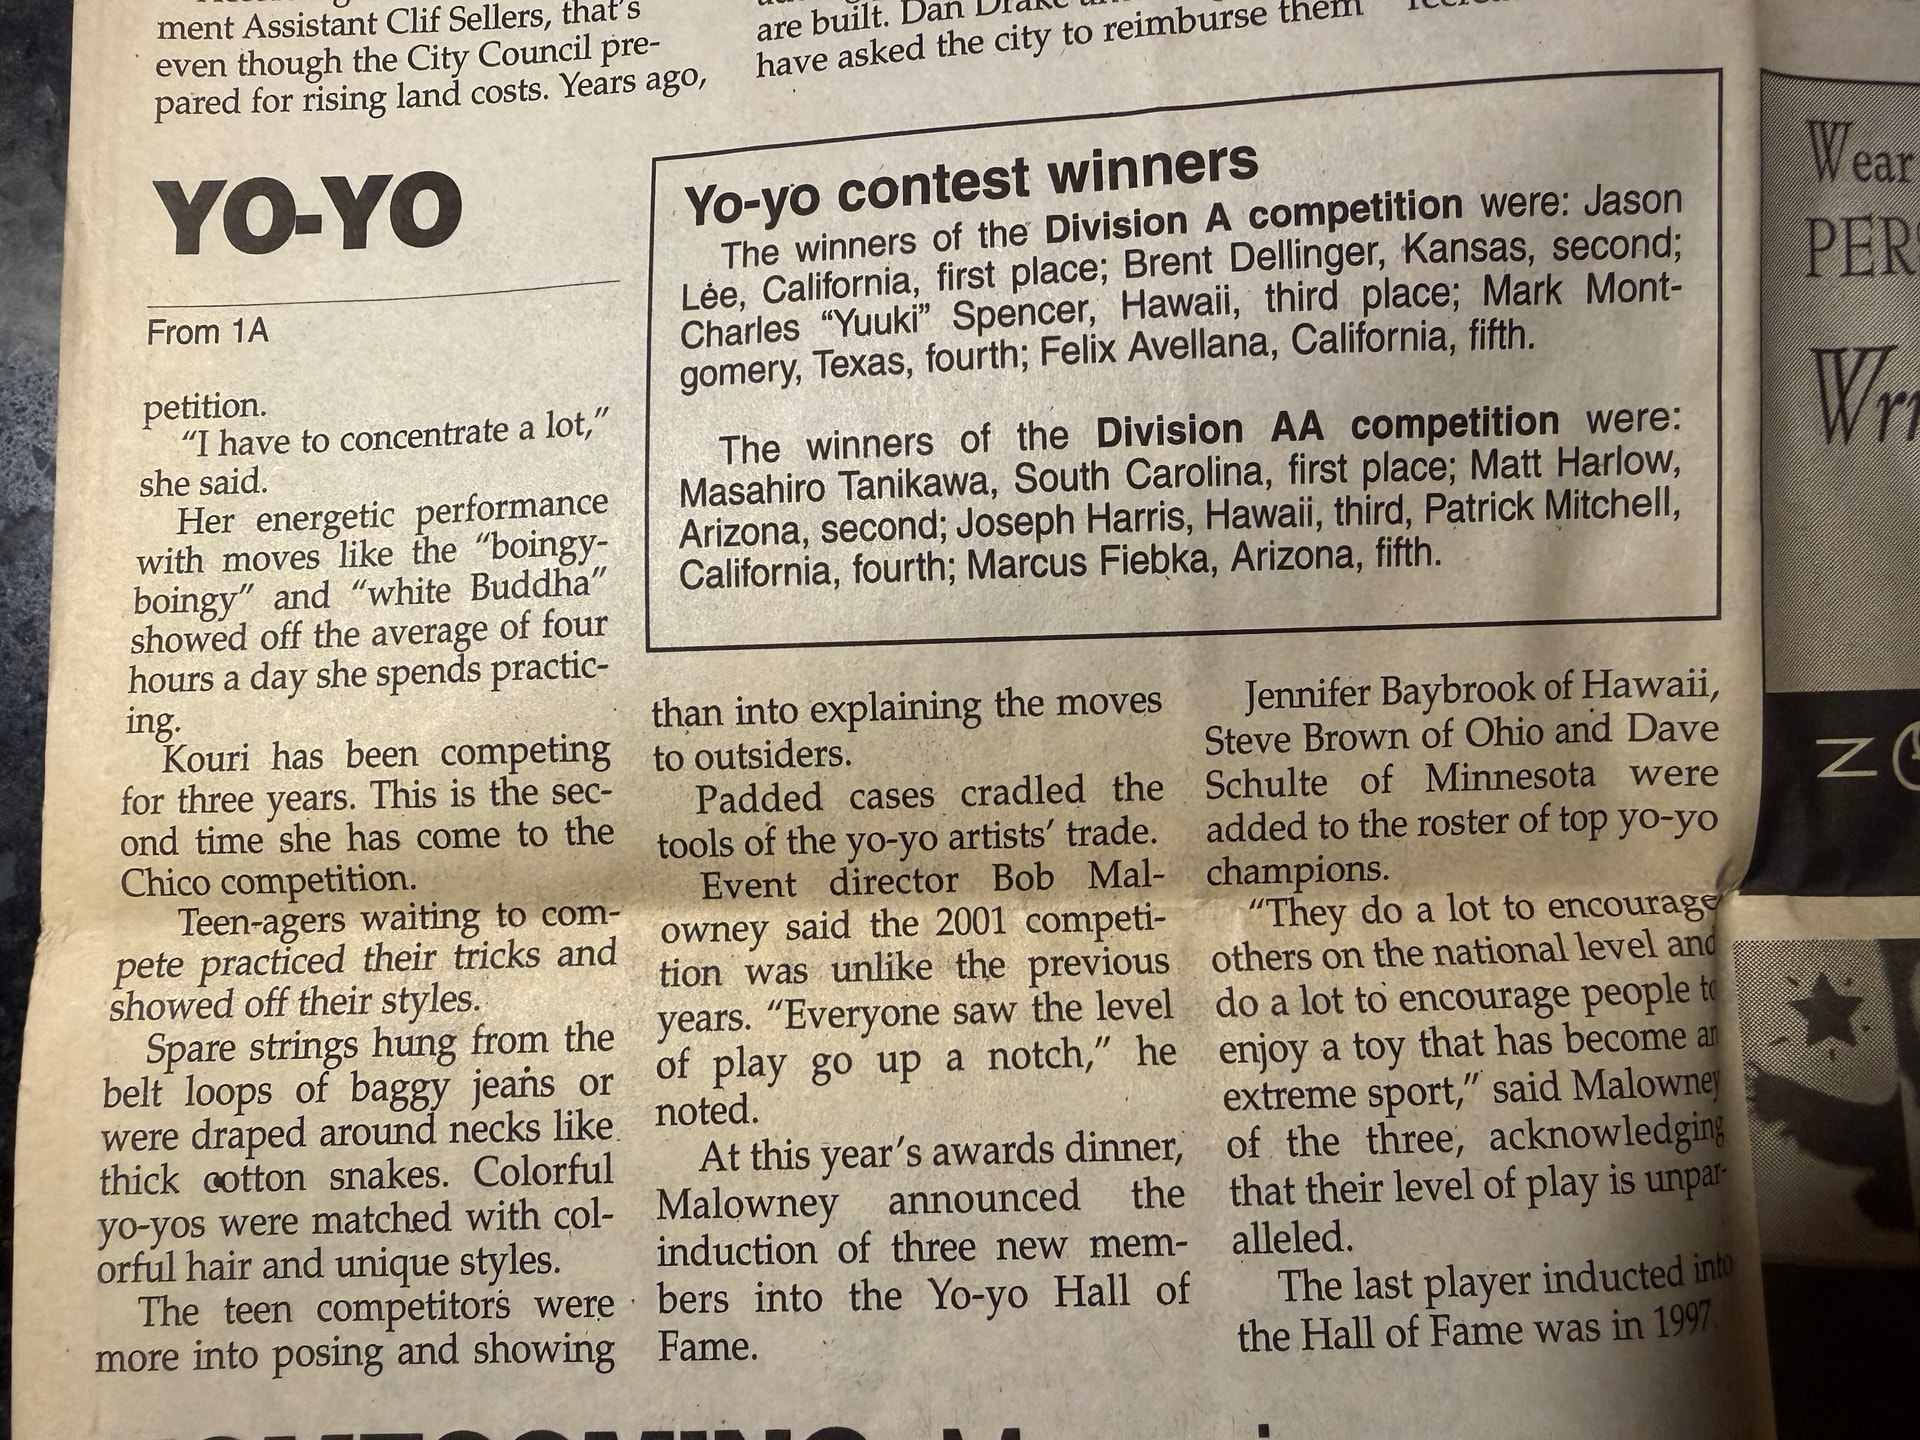 ment Assistant Clif Sellers, that's
even though the City Council pre-
pared for rising land costs. Years ago,
are built. Dan Drake
have asked the city to reimburse them
YO-YO
From 1A
petition.
"I have to concentrate a lot,"
she said.
Her energetic performance
with moves like the "boingy-
boingy" and "white Buddha"
showed off the average of four
hours a day she spends practic-
ing.
Kouri has been competing
for three years. This is the sec-
ond time she has come to the
Chico competition.
Teen-agers waiting to com-
pete practiced their tricks and
showed off their styles.
Spare strings hung from the
belt loops of baggy jeans or
were draped around necks like
thick cotton snakes. Colorful
yo-yos were matched with col-
orful hair and unique styles.
The teen competitors were
more into posing and showing
Yo-yo contest winners
The winners of the Division A competition were: Jason
Lee, California, first place; Brent Dellinger, Kansas, second;
Charles "Yuuki" Spencer, Hawaii, third place; Mark Mont-
gomery, Texas, fourth; Felix Avellana, California, fifth.
The winners of the Division AA competition were:
Masahiro Tanikawa, South Carolina, first place; Matt Harlow,
Arizona, second; Joseph Harris, Hawaii, third, Patrick Mitchell,
California, fourth; Marcus Fiebka, Arizona, fifth.
than into explaining the moves
to outsiders.
Padded cases cradled the
tools of the yo-yo artists' trade.
Event director Bob Mal-
owney said the 2001 competi-
tion was unlike the previous
years. "Everyone saw the level
of play go up a notch," he
noted.
At this year's awards dinner,
Malowney announced the
induction of three new mem-
bers into the Yo-yo Hall of
Fame.
Jennifer Baybrook of Hawaii,
Steve Brown of Ohio and Dave
Schulte of Minnesota were
added to the roster of top yo-yo
champions.
"They do a lot to encourage
others on the national level and
do a lot to encourage people to
enjoy a toy that has become an
extreme sport," said Malowney
of the three, acknowledging
that their level of play is unpar-
alleled.
The last player inducted into
the Hall of Fame was in 1997.
Wear